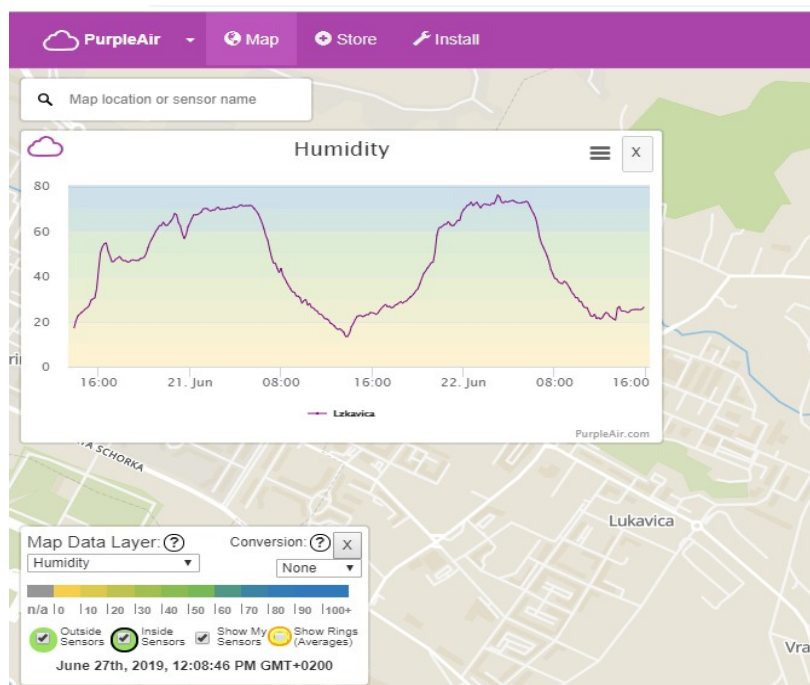 PurpleAir Map Store Install
Map location or sensor name
Humidity
X
80
60
40
20
0
16:00 21. Jun 08:00 16:00 22. Jun 08:00 16:00
Lzkavica
PurpleAir.com
SCHORKA
Lukavica
Map Data Layer: ? Conversion: ? X
Humidity None
n/a 0 10 20 30 40 50 60 70 80 90 100+
Outside Sensors
Inside Sensors
Show My Sensors
Show Rings (Averages)
June 27th, 2019, 12:08:46 PM GMT+0200
Vra